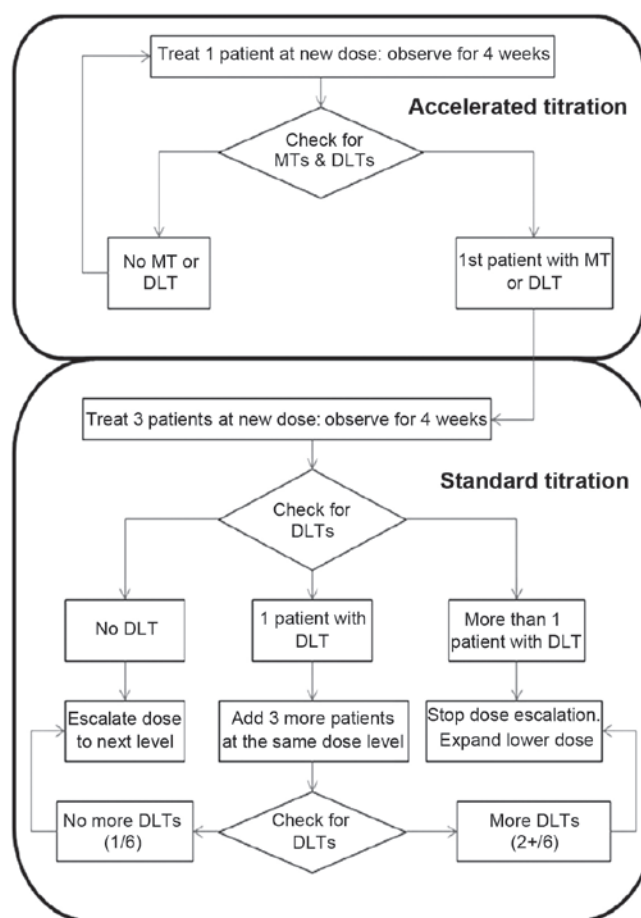 Treat 1 patient at new dose: observe for 4 weeks
Accelerated titration
Check for
MTs & DLTs
No MT or
DLT
1st patient with MT
or DLT
Treat 3 patients at new dose: observe for 4 weeks
Standard titration
Check for
DLTs
No DLT
1 patient with
DLT
More than 1
patient with DLT
Escalate dose
to next level
Add 3 more patients
at the same dose level
Stop dose escalation.
Expand lower dose
No more DLTs
(1/6)
Check for
DLTs
More DLTs
(2+/6)